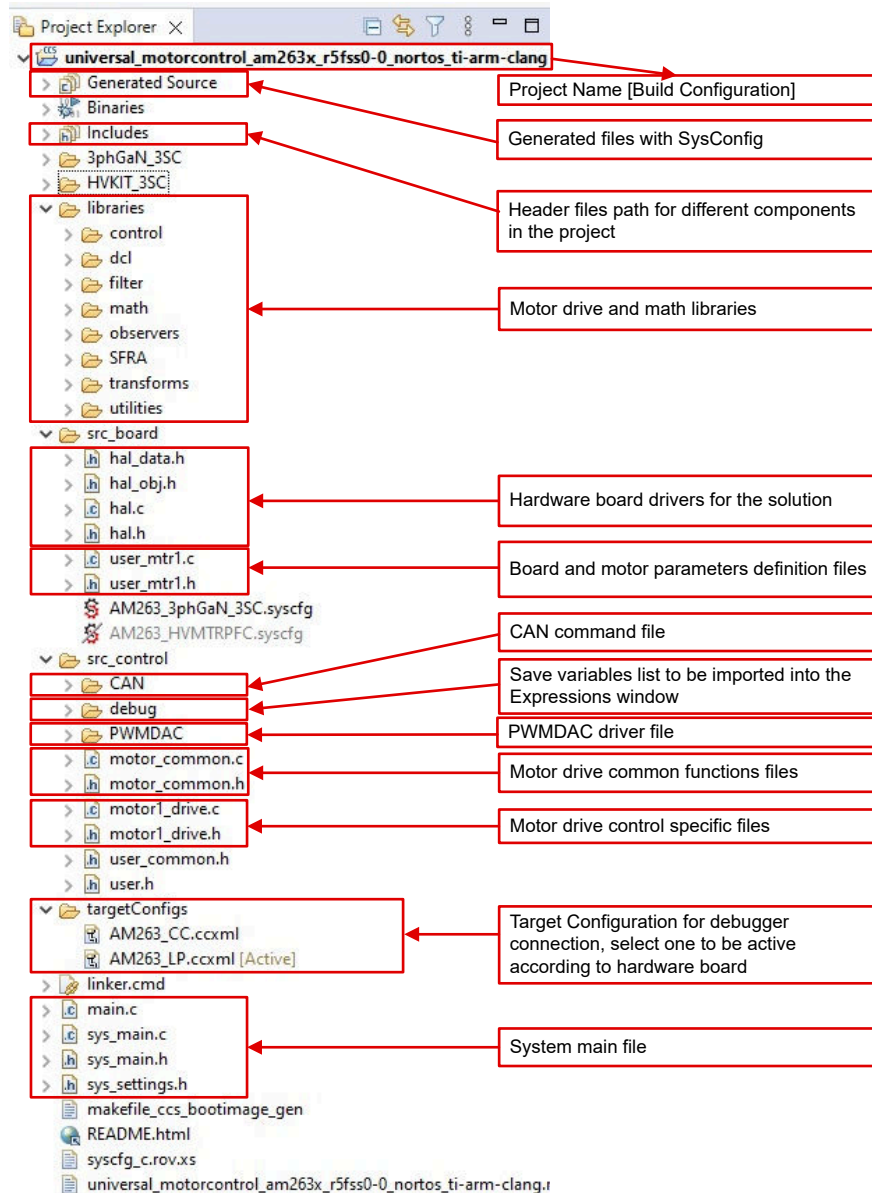 Project Explorer
universal_motorcontrol_am263x_r5fss0-0_nortos_ti-arm-clang
Project Name [Build Configuration]
Generated Source
Binaries
Generated files with SysConfig
Includes
3phGaN_3SC
HVKIT_3SC
Header files path for different components
in the project
libraries
control
dcl
filter
math
Motor drive and math libraries
observers
SFRA
transforms
utilities
src_board
hal_data.h
hal_obj.h
Hardware board drivers for the solution
hal.c
hal.h
user_mtr1.c
Board and motor parameters definition files
user_mtr1.h
AM263_3phGaN_3SC.syscfg
AM263_HVMTRPFC.syscfg
CAN command file
src_control
CAN
Save variables list to be imported into the
Expressions window
debug
PWMDAC
PWMDAC driver file
motor_common.c
Motor drive common functions files
motor_common.h
motor1_drive.c
Motor drive control specific files
motor1_drive.h
user_common.h
user.h
targetConfigs
Target Configuration for debugger
connection, select one to be active
according to hardware board
AM263_CC.ccxml
AM263_LP.ccxml [Active]
linker.cmd
main.c
sys_main.c
System main file
sys_main.h
sys_settings.h
makefile_ccs_bootimage_gen
README.html
syscfg_c.rov.xs
universal_motorcontrol_am263x_r5fss0-0_nortos_ti-arm-clang.r